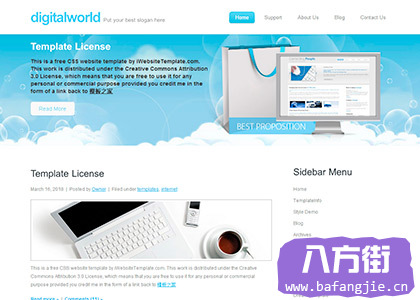 digitalworld Put your best slogan here
Home Support About Us Blog Contact Us
Template License
This is a free CSS website template by iWebsiteTemplate.com.
This work is distributed under the Creative Commons Attribution
3.0 License, which means that you are free to use it for any
personal or commercial purpose provided you credit me in the
form of a link back to 模板之家
Read More
BEST PROPOSITION
Template License
March 16, 2010 | Posted by Owner | Filed under templates, internet
This is a free CSS website template by iWebsiteTemplate.com. This work is distributed under the Creative
Commons Attribution 3.0 License, which means that you are free to use it for any personal or commercial
purpose provided you credit me in the form of a link back to 模板之家
Read more » Comments (15) »
Sidebar Menu
Home
TemplateInfo
Style Demo
Blog
Archives
八方街
www.bafangjie.cn